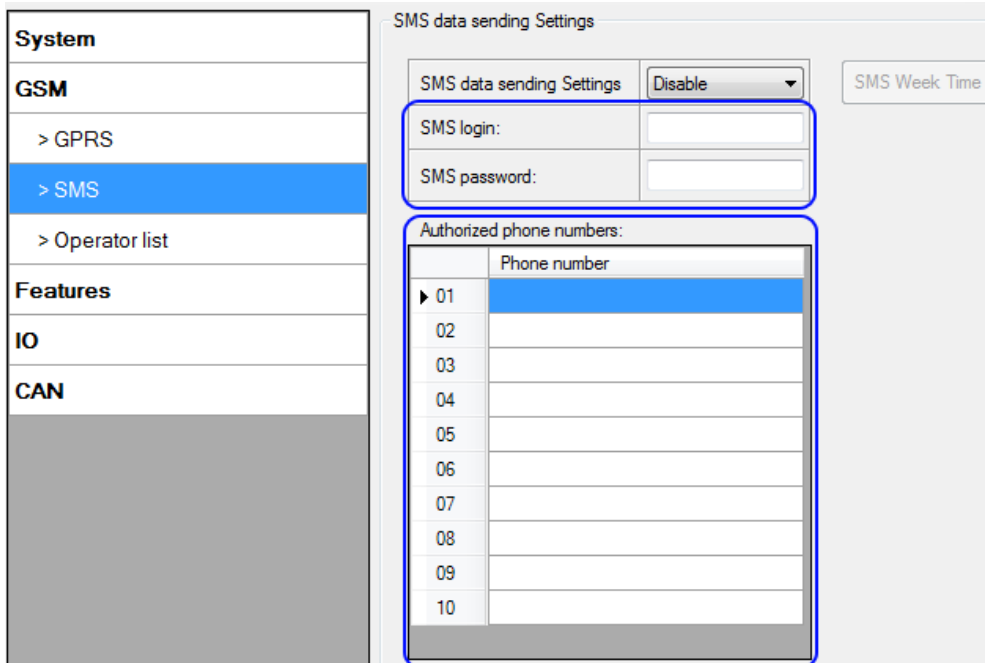 System
GSM
> GPRS
> SMS
> Operator list
Features
IO
CAN
SMS data sending Settings
SMS data sending Settings
Disable
SMS Week Time
SMS login:
SMS password:
Authorized phone numbers:
Phone number
01
02
03
04
05
06
07
08
09
10